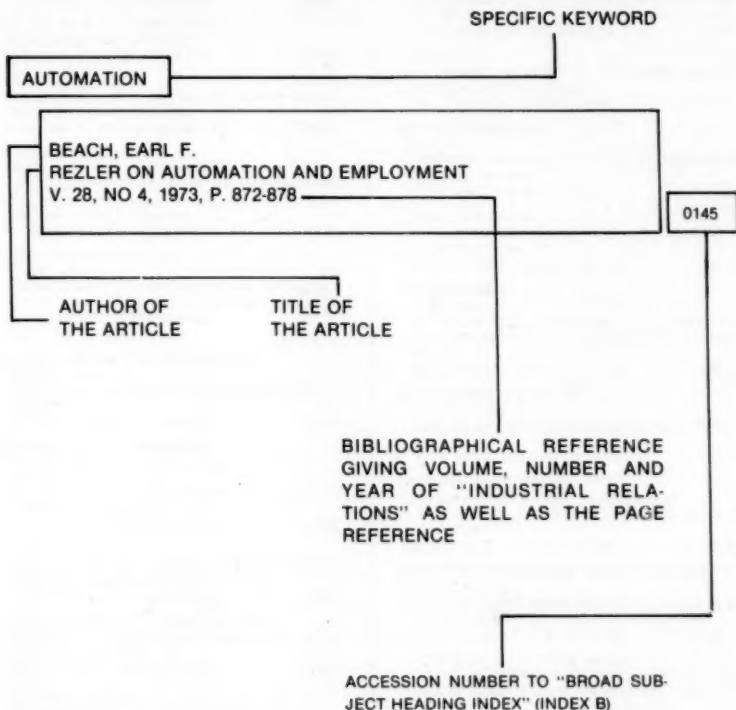 SPECIFIC KEYWORD
AUTOMATION
BEACH, EARL F.
REZLER ON AUTOMATION AND EMPLOYMENT
V. 28, NO 4, 1973, P. 872-878
0145
AUTHOR OF
THE ARTICLE
TITLE OF
THE ARTICLE
BIBLIOGRAPHICAL REFERENCE
GIVING VOLUME, NUMBER AND
YEAR OF "INDUSTRIAL RELA-
TIONS" AS WELL AS THE PAGE
REFERENCE
ACCESSION NUMBER TO "BROAD SUB-
JECT HEADING INDEX" (INDEX B)